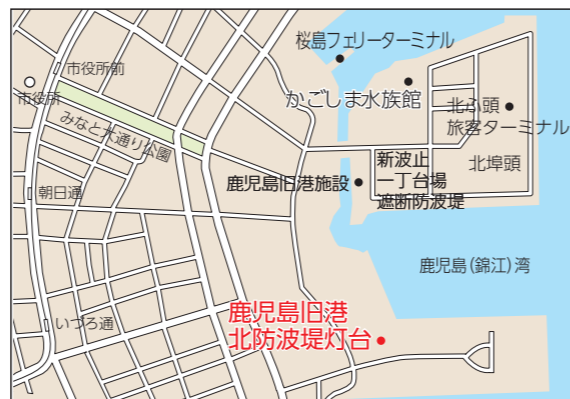 桜島フェリーターミナル
市役所前
かごしま水族館
市役所
北ふ頭
旅客ターミナル
みなと大通り公園
新波止
一丁台場
遮断防波堤
北埠頭
鹿児島旧港施設
朝日通
鹿児島(錦江)湾
鹿児島旧港
北防波堤灯台
いづろ通